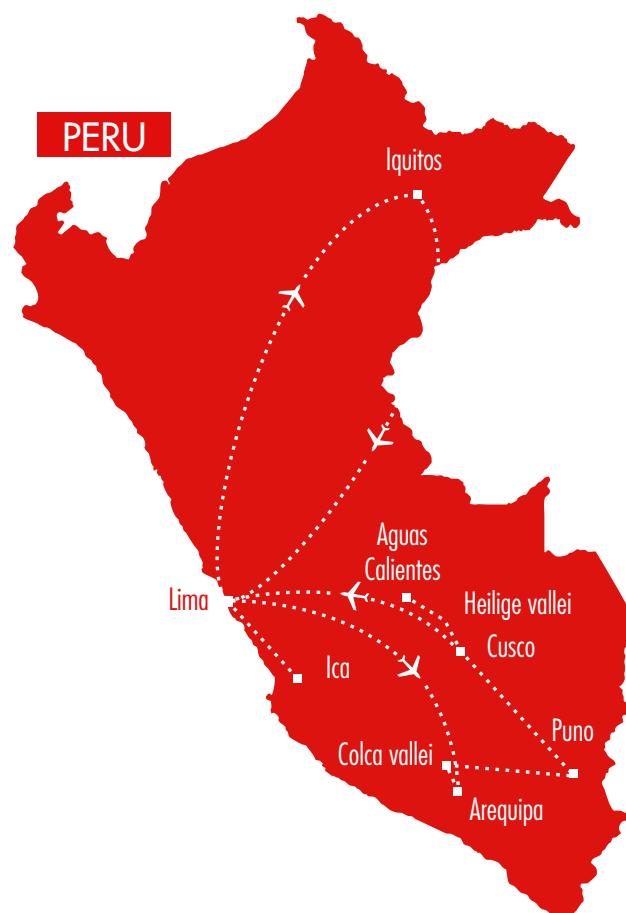 PERU
Iquitos
Aguas
Calientes
Heilige vallei
Lima
Cusco
Ica
Puno
Colca vallei
Arequipa